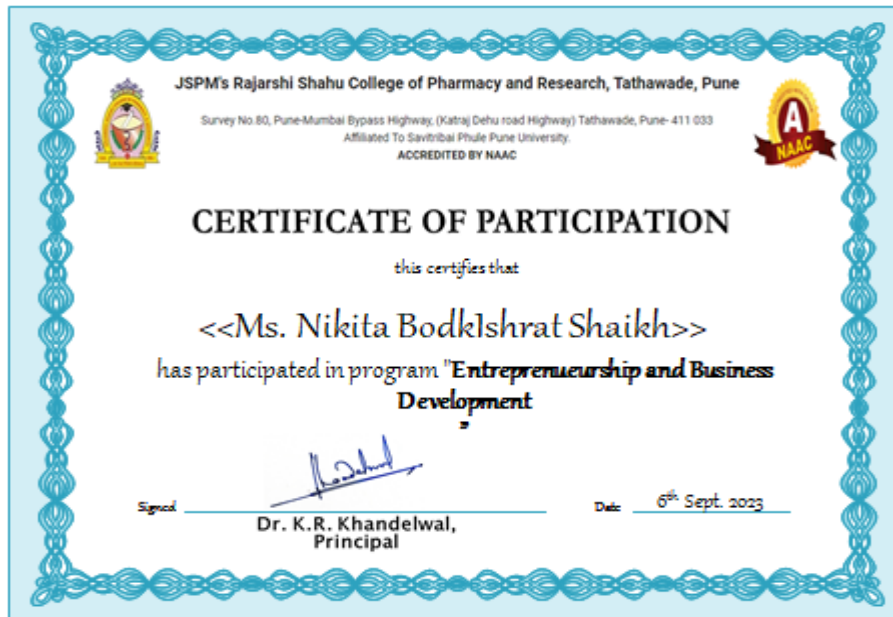 JSPM's Rajarshi Shahu College of Pharmacy and Research, Tathawade, Pune
Survey No.80, Pune-Mumbai Bypass Highway, (Katraj Dehu road Highway) Tathawade, Pune- 411 033
Affiliated To Savitribai Phule Pune University.
ACCREDITED BY NAAC
A
NAAC
CERTIFICATE OF PARTICIPATION
this certifies that
<<Ms. Nikita BodkIshrat Shaikh>>
has participated in program "Entreprenueurship and Business
Development
"
Signed
Date
6th Sept. 2023
Dr. K.R. Khandelwal,
Principal